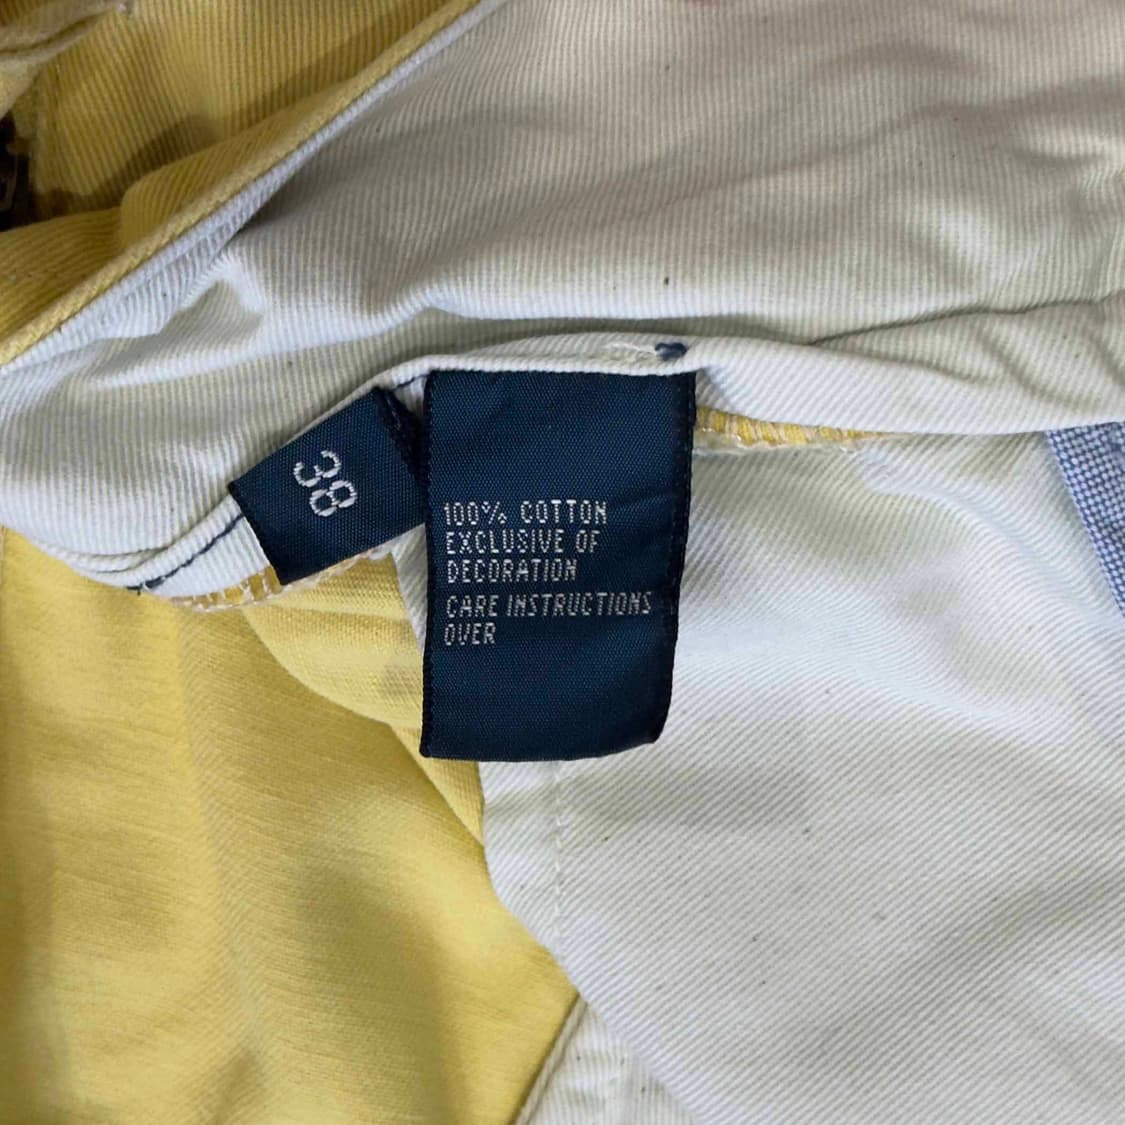 38
100% COTTON
EXCLUSIVE OF
DECORATION
CARE INSTRUCTIONS
OVER